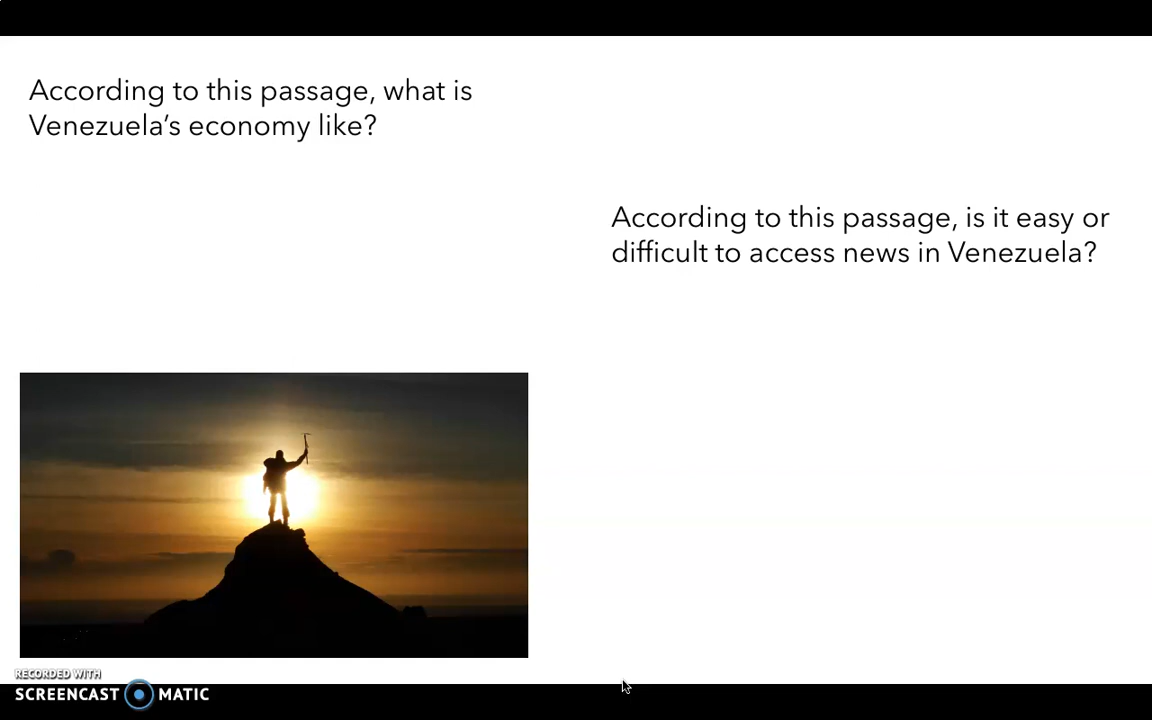 According to this passage, what is
Venezuela’s economy like?
According to this passage, is it easy or
difficult to access news in Venezuela?
RECORDED WITH
SCREENCAST MATIC